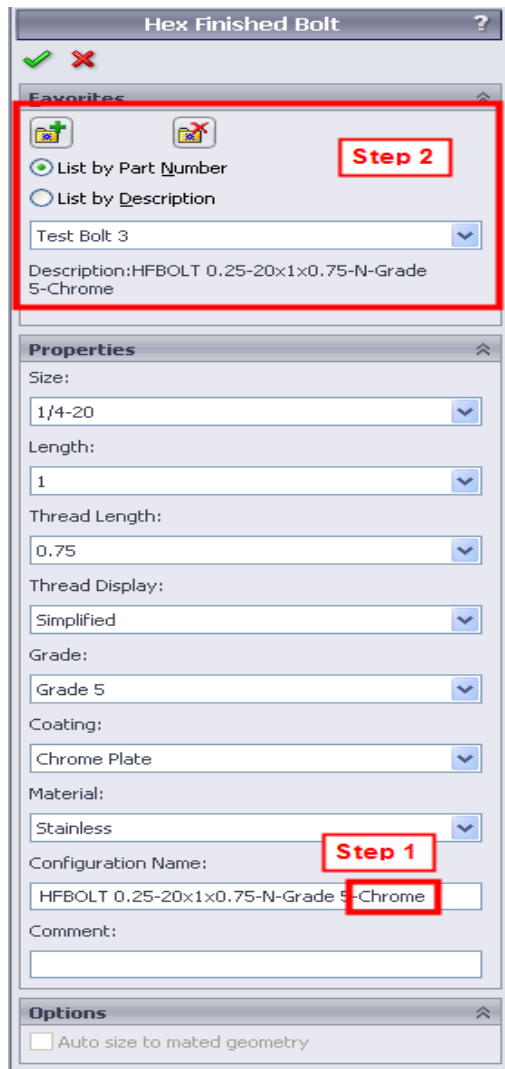 Hex Finished Bolt ?
Favorites
Step 2
List by Part Number
List by Description
Test Bolt 3
Description:HFBOLT 0.25-20x1x0.75-N-Grade
5-Chrome
Properties
Size:
1/4-20
Length:
1
Thread Length:
0.75
Thread Display:
Simplified
Grade:
Grade 5
Coating:
Chrome Plate
Material:
Stainless
Step 1
Configuration Name:
HFBOLT 0.25-20x1x0.75-N-Grade 5-Chrome
Comment:
Options
Auto size to mated geometry